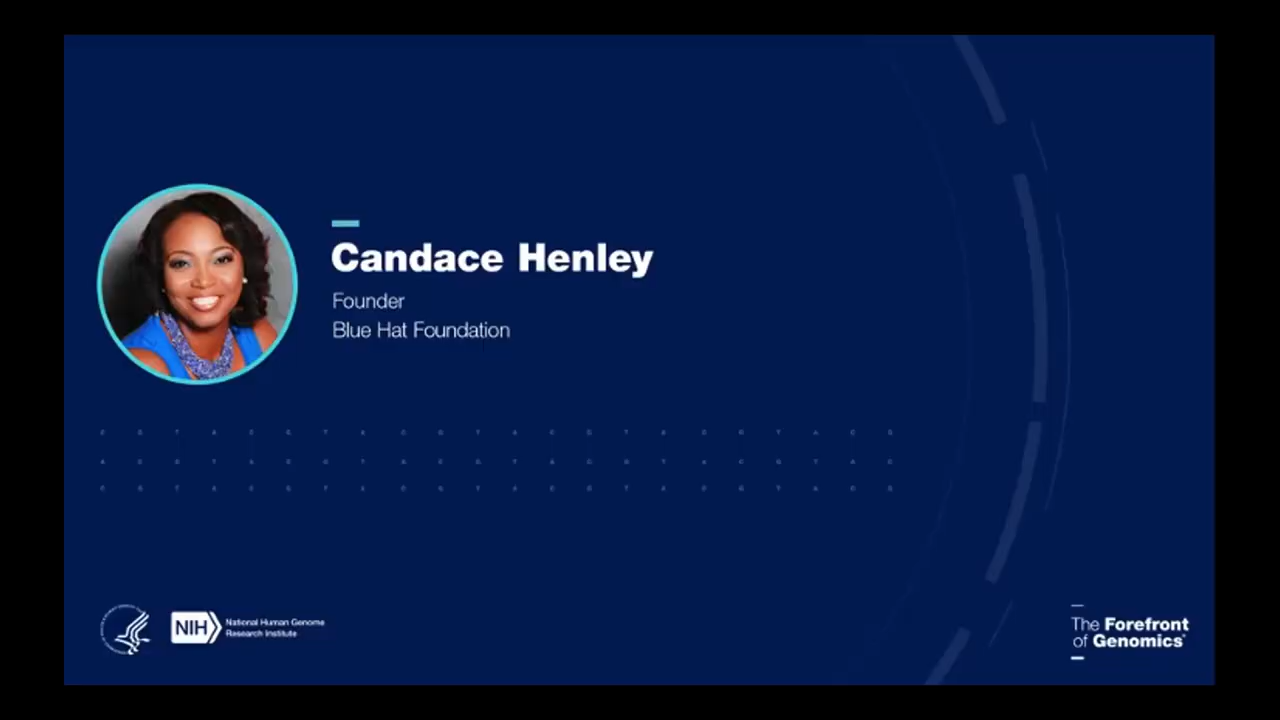 Candace Henley
Founder
Blue Hat Foundation
NIH
National Human Genome
Research Institute
The Forefront
of Genomics®